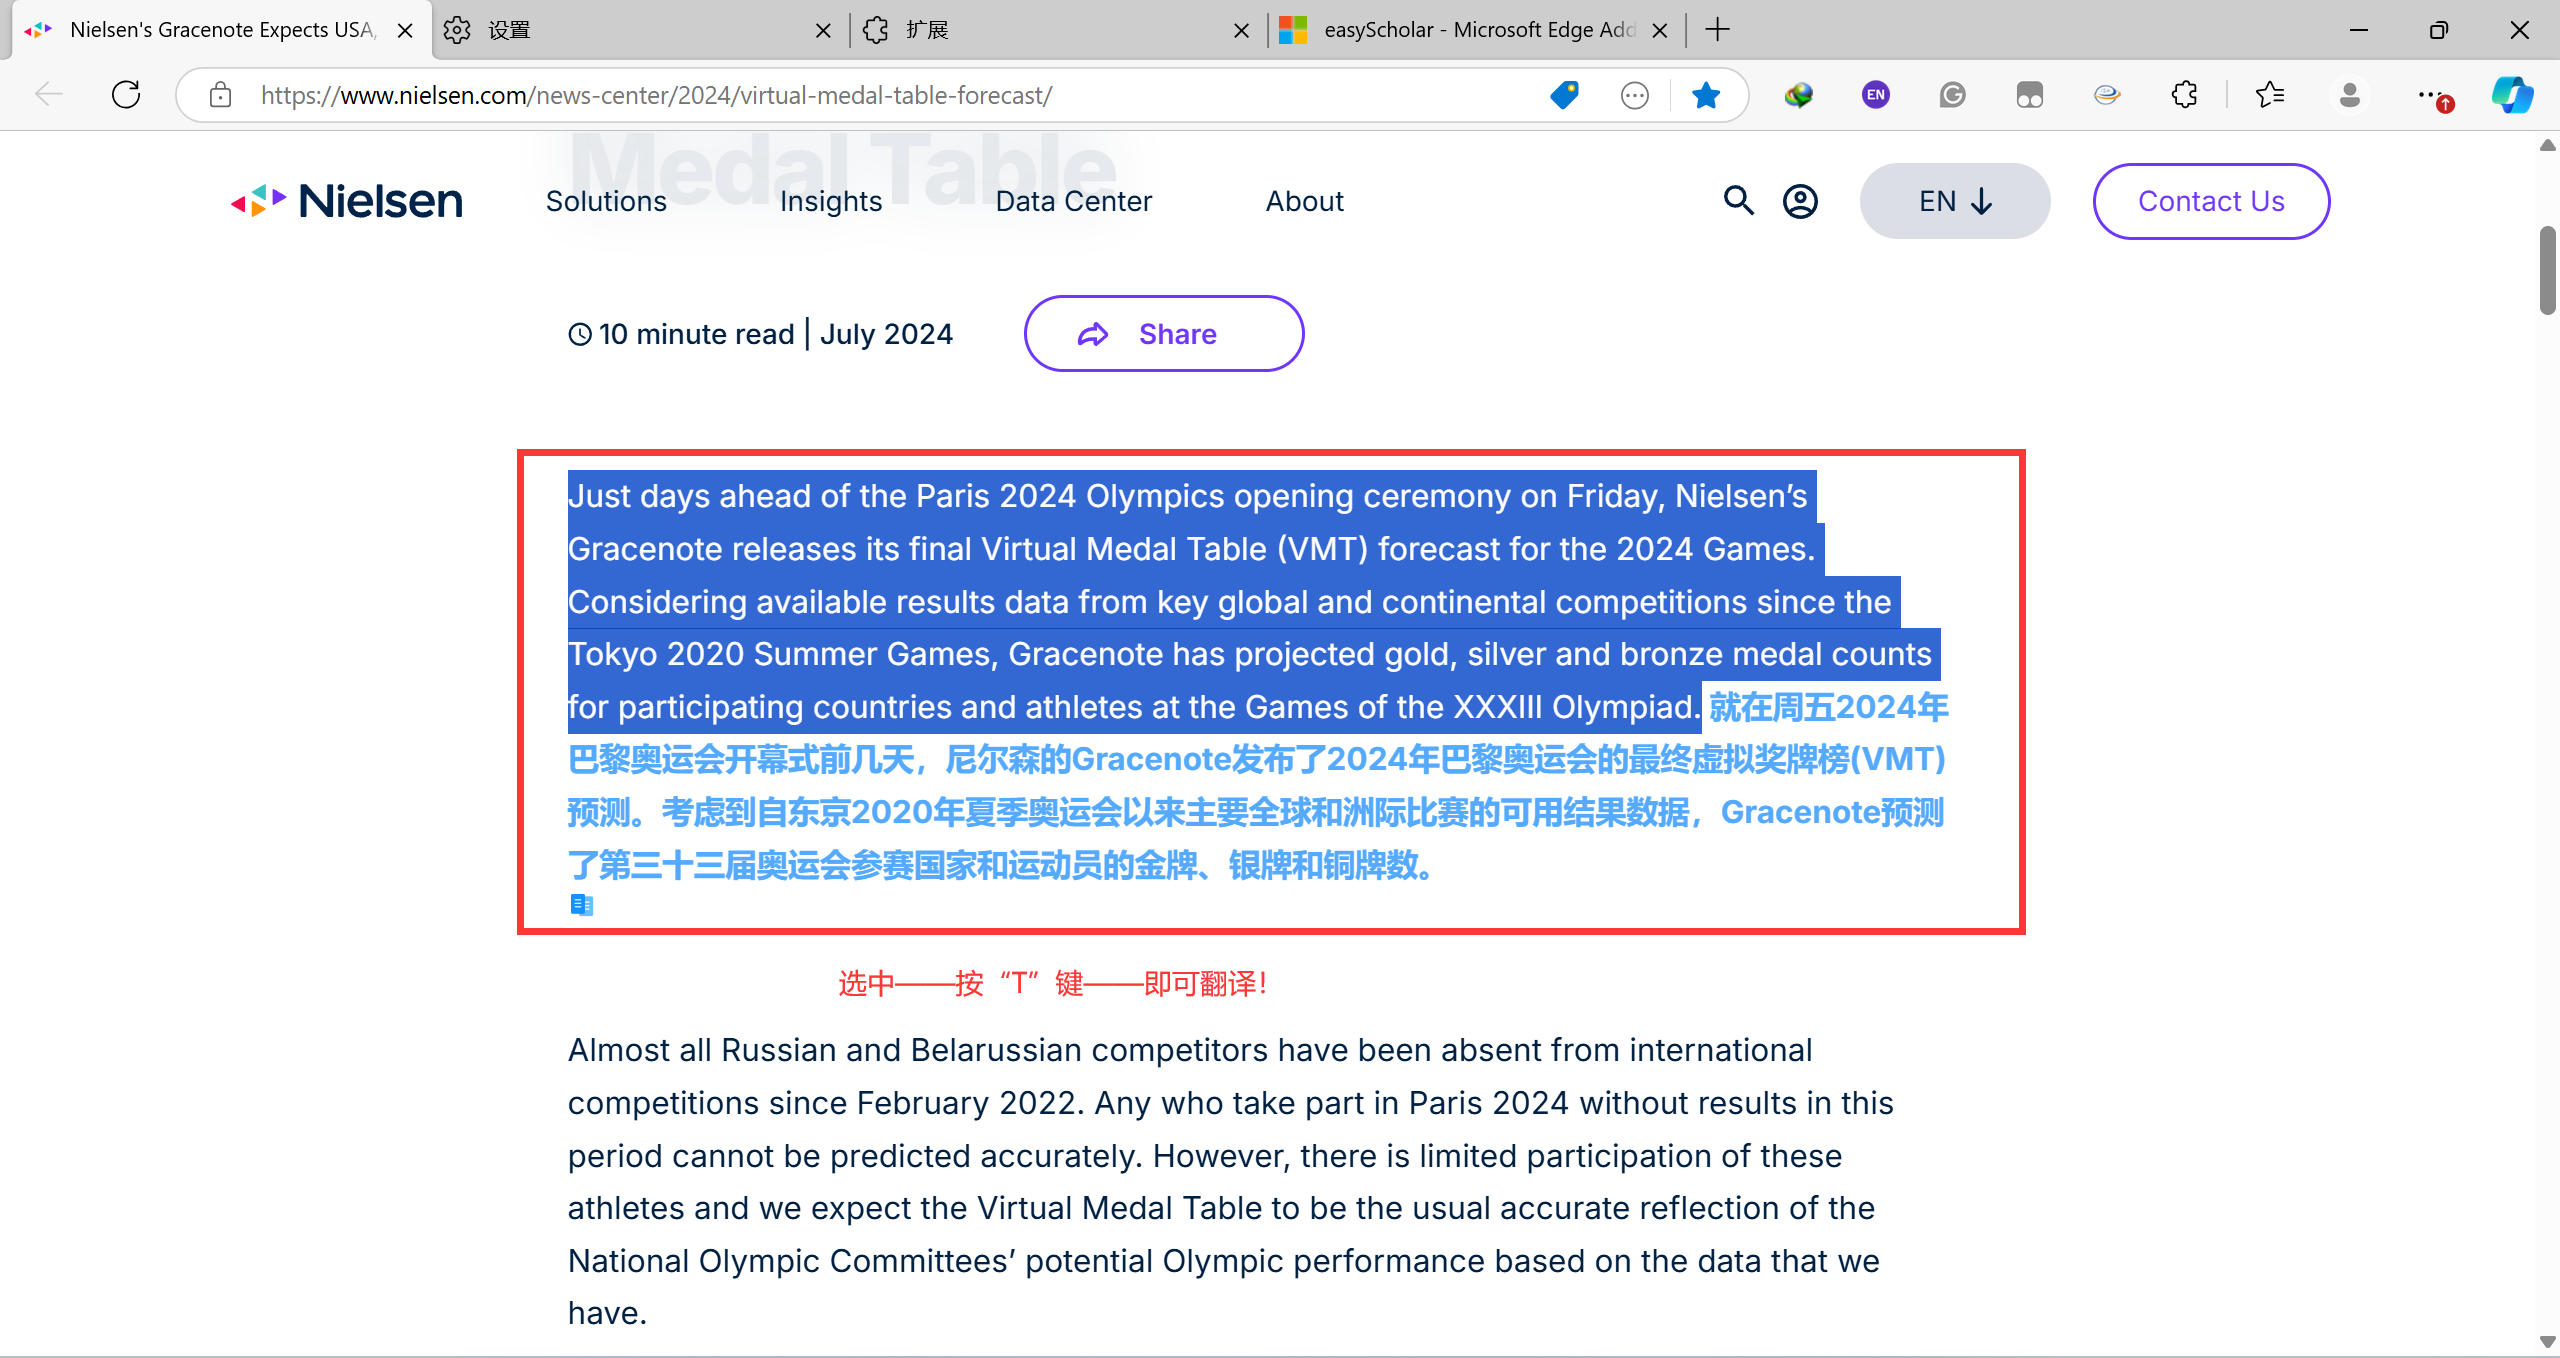 Nielsen's Gracenote Expects USA,
设置
扩展
easyScholar - Microsoft Edge Add
https://www.nielsen.com/news-center/2024/virtual-medal-table-forecast/
EN
Medal Table
Nielsen
Solutions
Insights
Data Center
About
EN
Contact Us
10 minute read | July 2024
Share
Just days ahead of the Paris 2024 Olympics opening ceremony on Friday, Nielsen’s
Gracenote releases its final Virtual Medal Table (VMT) forecast for the 2024 Games.
Considering available results data from key global and continental competitions since the
Tokyo 2020 Summer Games, Gracenote has projected gold, silver and bronze medal counts
for participating countries and athletes at the Games of the XXXIII Olympiad. 就在周五2024年
巴黎奥运会开幕式前几天，尼尔森的Gracenote发布了2024年巴黎奥运会的最终虚拟奖牌榜(VMT)
预测。考虑到自东京2020年夏季奥运会以来主要全球和洲际比赛的可用结果数据，Gracenote预测
了第三十三届奥运会参赛国家和运动员的金牌、银牌和铜牌数。
选中——按“T”键——即可翻译！
Almost all Russian and Belarussian competitors have been absent from international
competitions since February 2022. Any who take part in Paris 2024 without results in this
period cannot be predicted accurately. However, there is limited participation of these
athletes and we expect the Virtual Medal Table to be the usual accurate reflection of the
National Olympic Committees’ potential Olympic performance based on the data that we
have.